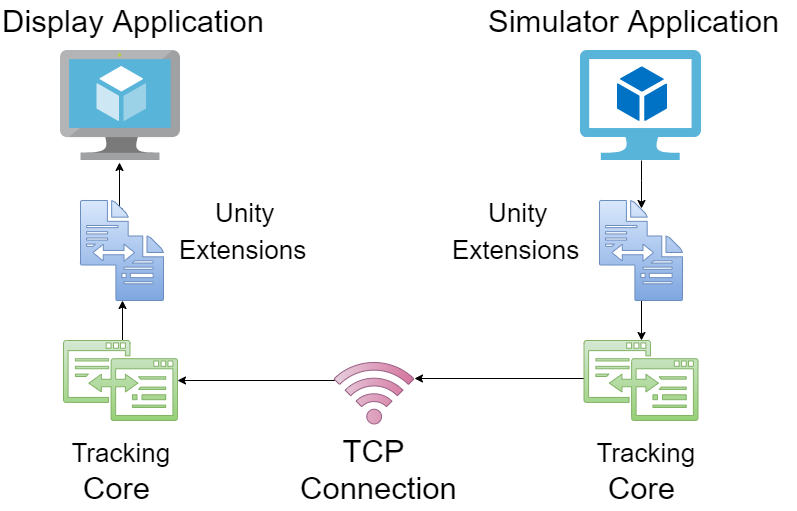 Display Application
Simulator Application
Unity
Extensions
Unity
Extensions
Tracking
Core
TCP
Connection
Tracking
Core